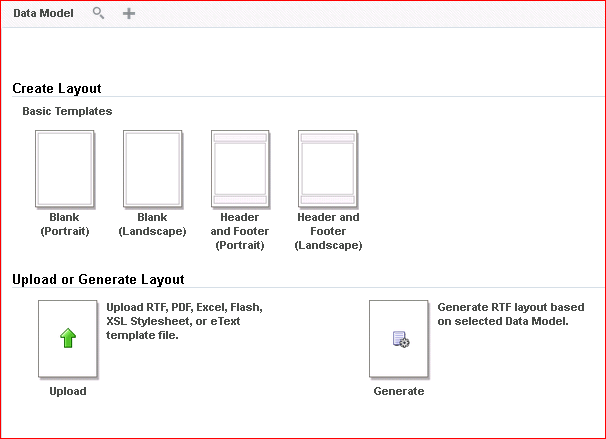 Data Model
Create Layout
Basic Templates
Blank
(Portrait)
Blank
(Landscape)
Header
and Footer
(Portrait)
Header and
Footer
(Landscape)
Upload or Generate Layout
Upload RTF, PDF, Excel, Flash,
XSL Stylesheet, or eText
template file.
Upload
Generate RTF layout based
on selected Data Model.
Generate